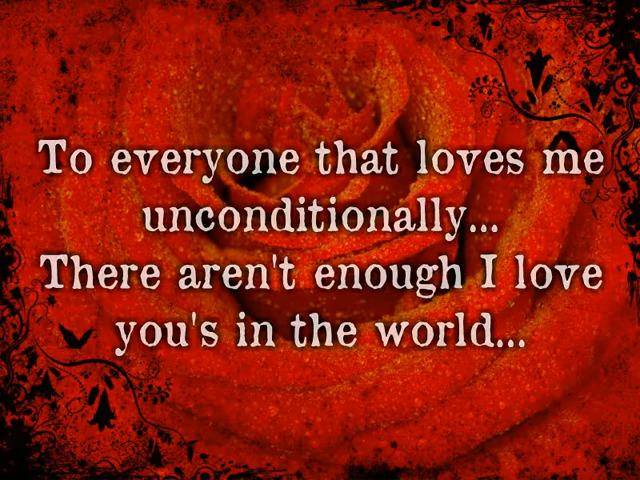 To everyone that loves me
unconditionally...
There aren't enough I love
you's in the world...